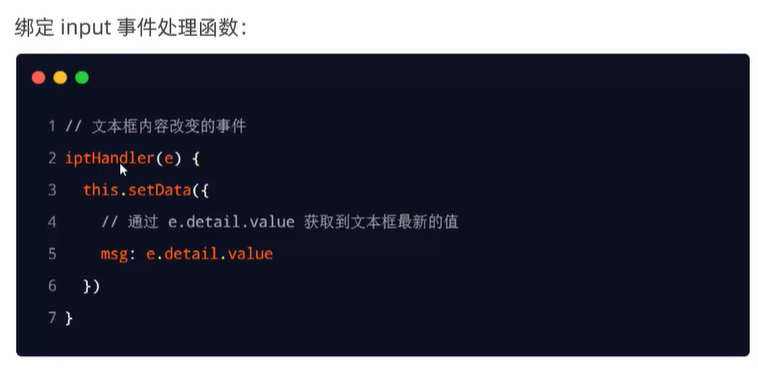 绑定 input 事件处理函数：
1 // 文本框内容改变的事件
2 iptHandler(e) {
3   this.setData({
4     // 通过 e.detail.value 获取到文本框最新的值
5     msg: e.detail.value
6   })
7 }